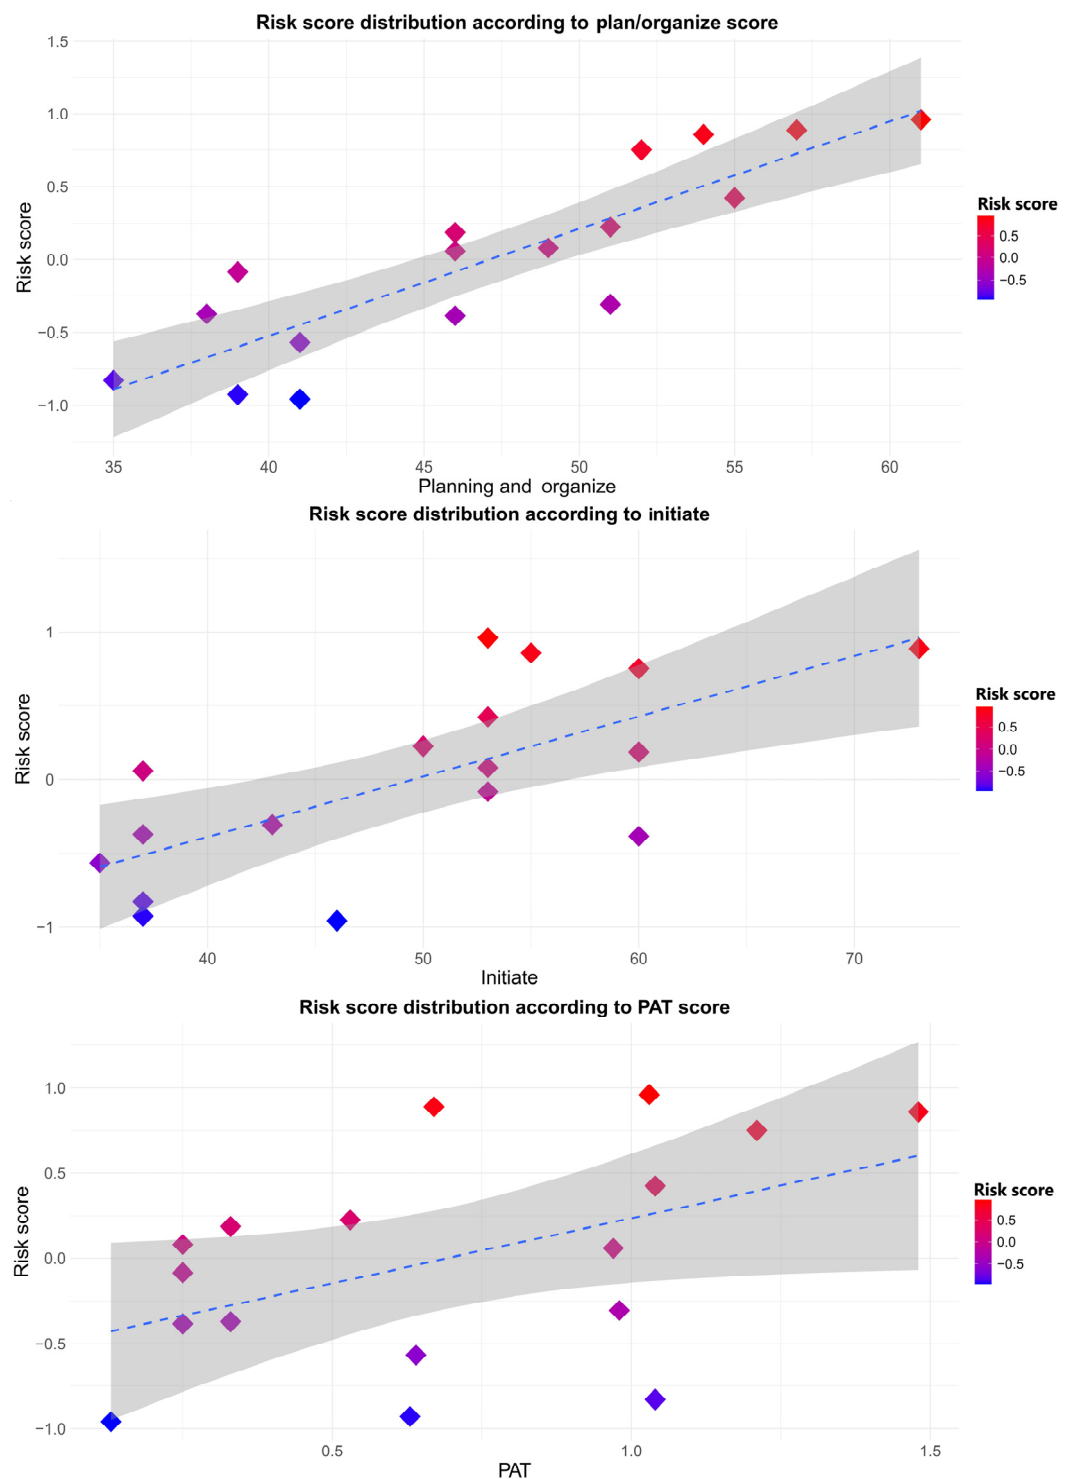 Risk score distribution according to plan/organize score
1.5
1.0
0.5
0.0
−0.5
−1.0
Risk score
35 40 45 50 55 60
Planning and organize
Risk score
0.5
0.0
−0.5
Risk score distribution according to initiate
1
0
−1
Risk score
40 50 60 70
Initiate
Risk score
0.5
0.0
−0.5
Risk score distribution according to PAT score
1.0
0.5
0.0
−0.5
−1.0
Risk score
0.5 1.0 1.5
PAT
Risk score
0.5
0.0
−0.5